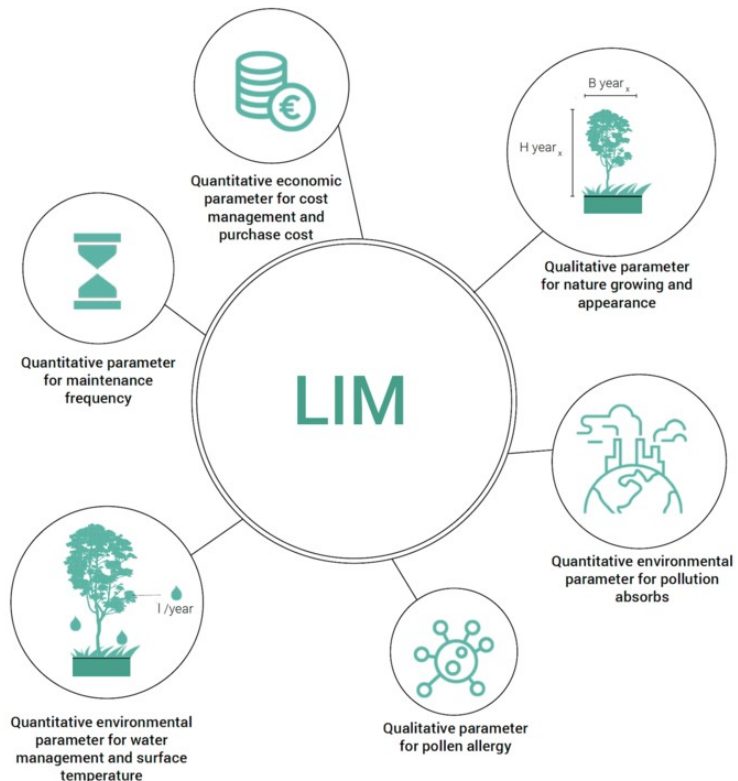 €
Quantitative economic
parameter for cost
management and
purchase cost
B year x
H year x
Qualitative parameter
for nature growing and
appearance
Quantitative parameter
for maintenance
frequency
LIM
Quantitative environmental
parameter for pollution
absorbs
l /year
Quantitative environmental
parameter for water
management and surface
temperature
Qualitative parameter
for pollen allergy